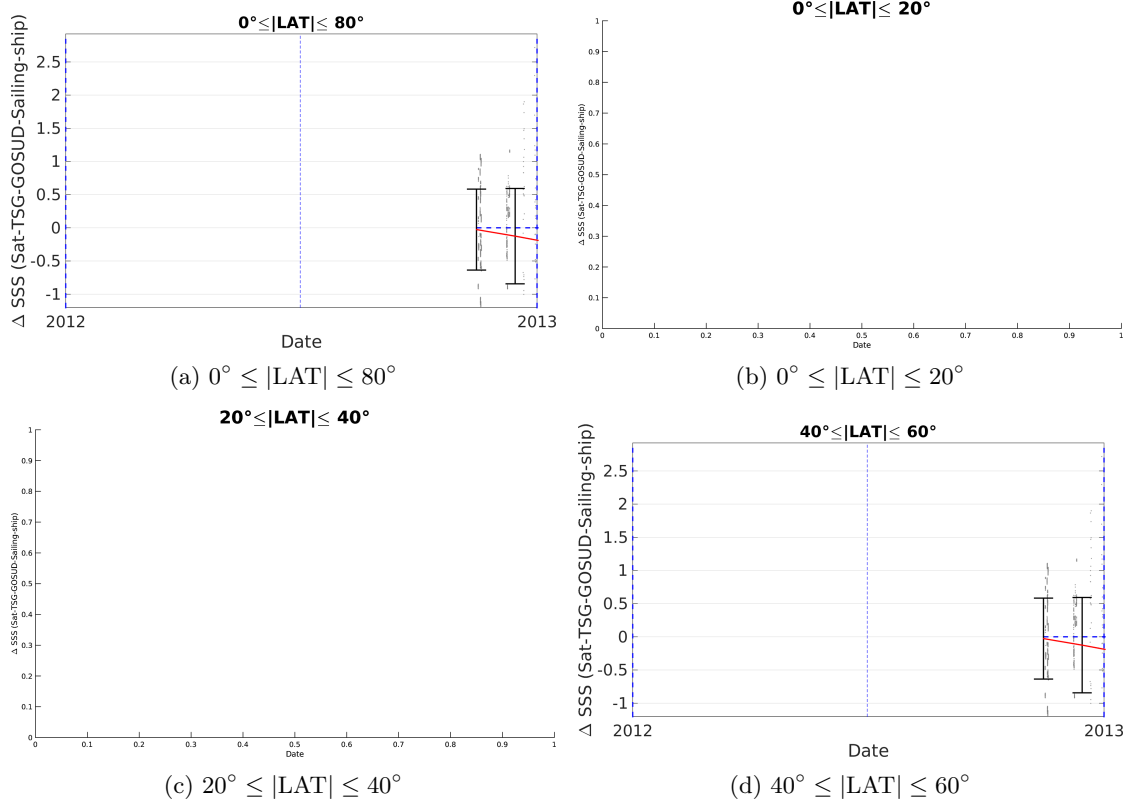 0°≤|LAT|≤ 80°
Δ SSS (Sat-TSG-GOSUD-Sailing-ship)
2.5
2
1.5
1
0.5
0
-0.5
-1
2012
2013
Date
(a) 0° ≤ |LAT| ≤ 80°
0°≤|LAT|≤ 20°
Δ SSS (Sat-TSG-GOSUD-Sailing-ship)
1
0.9
0.8
0.7
0.6
0.5
0.4
0.3
0.2
0.1
0
0 0.1 0.2 0.3 0.4 0.5 0.6 0.7 0.8 0.9 1
Date
(b) 0° ≤ |LAT| ≤ 20°
20°≤|LAT|≤ 40°
Δ SSS (Sat-TSG-GOSUD-Sailing-ship)
1
0.9
0.8
0.7
0.6
0.5
0.4
0.3
0.2
0.1
0
0 0.1 0.2 0.3 0.4 0.5 0.6 0.7 0.8 0.9 1
Date
(c) 20° ≤ |LAT| ≤ 40°
40°≤|LAT|≤ 60°
Δ SSS (Sat-TSG-GOSUD-Sailing-ship)
2.5
2
1.5
1
0.5
0
-0.5
-1
2012
2013
Date
(d) 40° ≤ |LAT| ≤ 60°